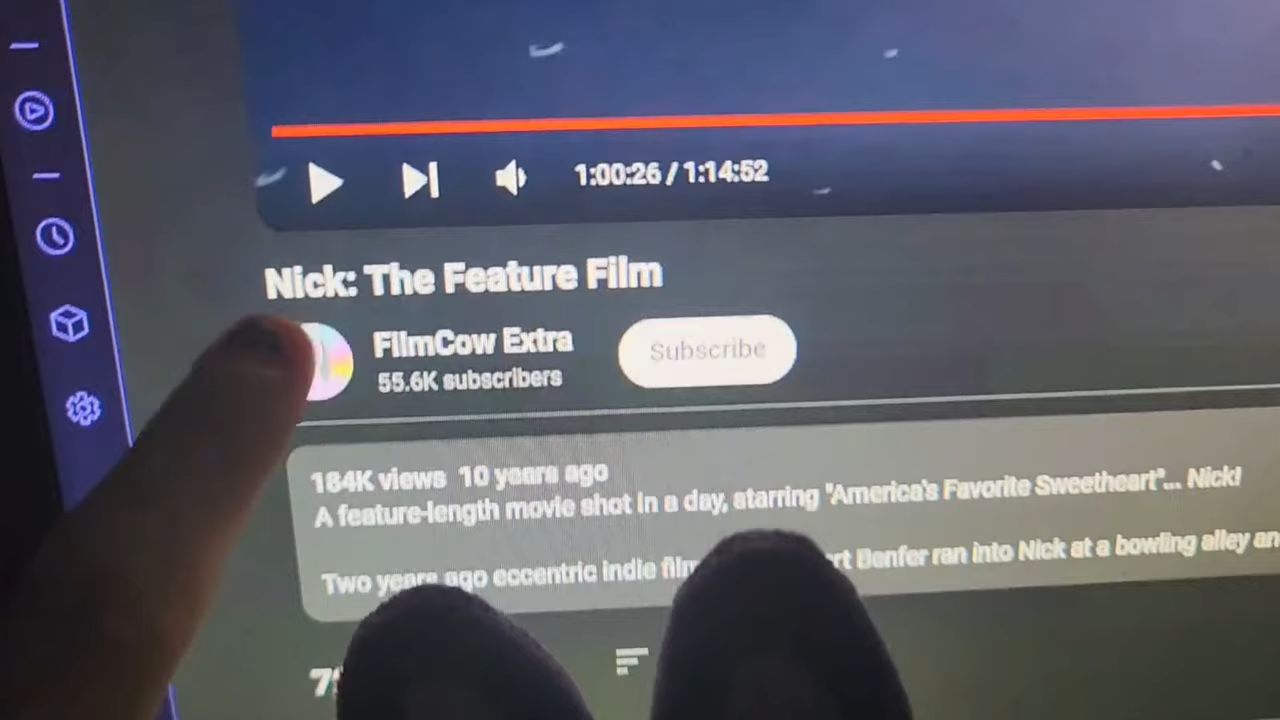 1:00:26 / 1:14:52
Nick: The Feature Film
FilmCow Extra
Subscribe
55.6K subscribers
184K views 10 years ago
A feature-length movie shot in a day, starring "America's Favorite Sweetheart"... Nick!
Two years ago eccentric indie Benfer ran into Nick at a bowling alley